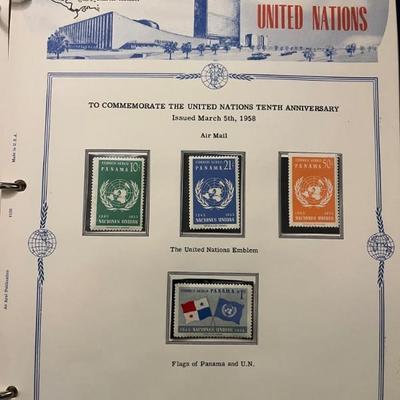 UNITED NATIONS
TO COMMEMORATE THE UNITED NATIONS TENTH ANNIVERSARY
Issued March 5th, 1958
Air Mail
CORREO AEREO
PANAMA 10¢
1945 1955
NACIONES UNIDAS
CORREO AEREO
PANAMA 21¢
1945 1955
NACIONES UNIDAS
CORREO AEREO
PANAMA 50¢
1945 1955
NACIONES UNIDAS
The United Nations Emblem
CORREO AEREO PANAMA
1945 NACIONES UNIDAS 1955
Flags of Panama and U.N.
Made in U.S.A.